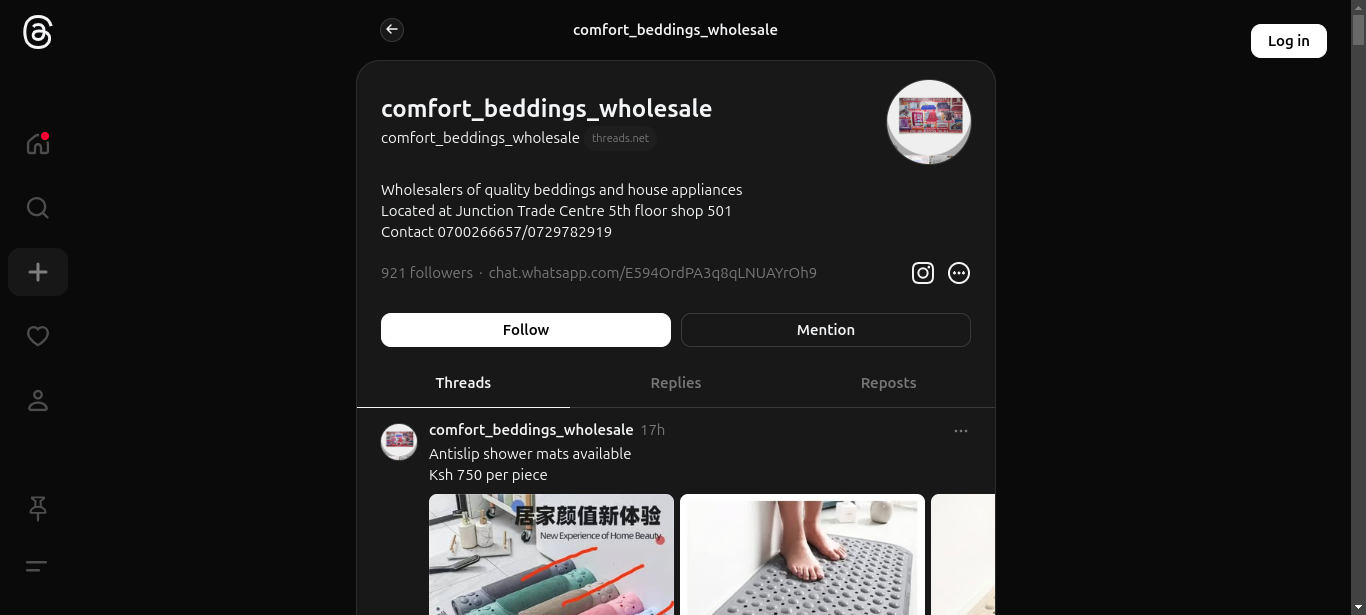 comfort_beddings_wholesale
Log in
comfort_beddings_wholesale
comfort_beddings_wholesale threads.net
Wholesalers of quality beddings and house appliances
Located at Junction Trade Centre 5th floor shop 501
Contact 0700266657/0729782919
921 followers · chat.whatsapp.com/E594OrdPA3q8qLNUAYrOh9
Follow
Mention
Threads
Replies
Reposts
comfort_beddings_wholesale 17h
Antislip shower mats available
Ksh 750 per piece
居家颜值新体验
New Experience of Home Beauty